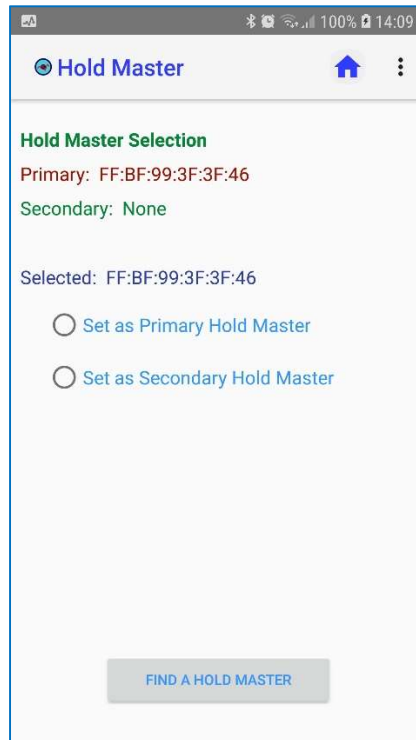 100% 14:09
Hold Master
Hold Master Selection
Primary: FF:BF:99:3F:3F:46
Secondary: None
Selected: FF:BF:99:3F:3F:46
Set as Primary Hold Master
Set as Secondary Hold Master
FIND A HOLD MASTER